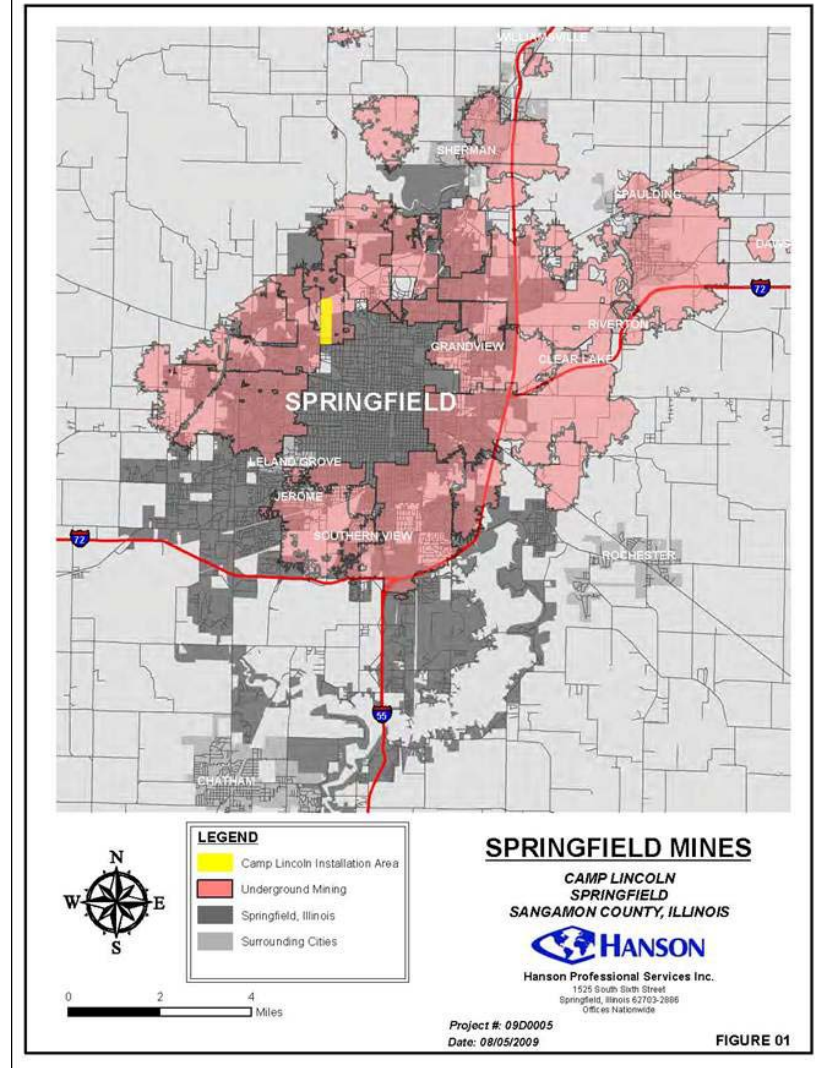 WILLIAMSVILLE
SHERMAN
SPAULDING
72
RIVERTON
GRANDVIEW
CLEAR LAKE
SPRINGFIELD
LELAND GROVE
JEROME
SOUTHERN VIEW
72
ROCHESTER
55
CHATHAM
LEGEND
Camp Lincoln Installation Area
Underground Mining
Springfield, Illinois
Surrounding Cities
N
W
E
S
0 2 4
Miles
SPRINGFIELD MINES
CAMP LINCOLN
SPRINGFIELD
SANGAMON COUNTY, ILLINOIS
HANSON
Hanson Professional Services Inc.
1525 South Sixth Street
Springfield, Illinois 62703-2886
Offices Nationwide
Project #: 09D0005
Date: 08/05/2009
FIGURE 01